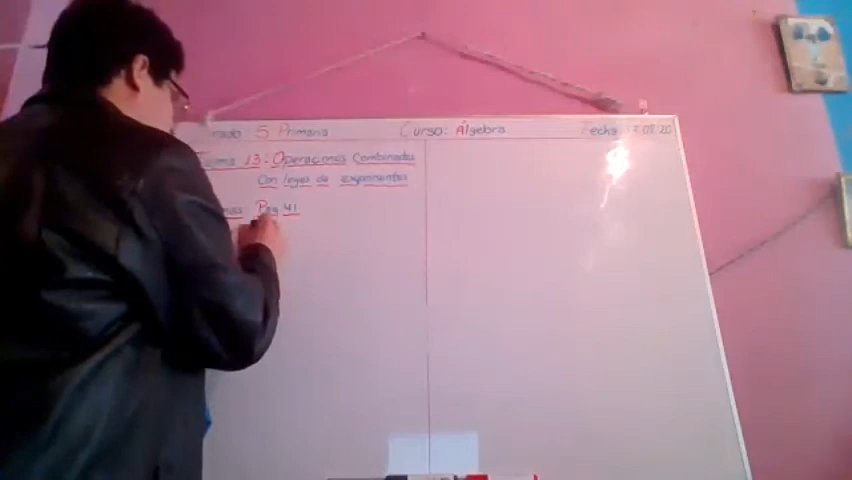 5 Primaria Curso: Álgebra Fecha
13: Operaciones Combinadas
Con leyes de exponentes
Pag 41